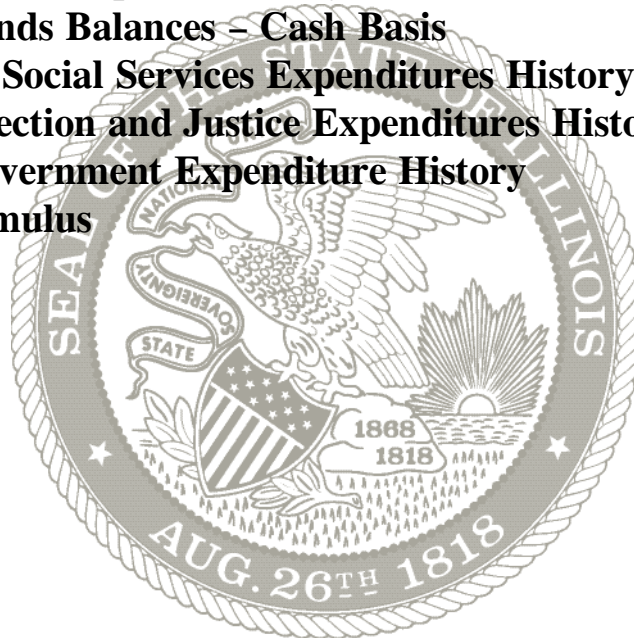 nds Balances – Cash Basis
Social Services Expenditures History
ection and Justice Expenditures Histo
vernment Expenditure History
mulus
SEAL OF THE STATE OF ILLINOIS
NATIONAL UNION
SOVEREIGNTY
STATE
1868
1818
AUG. 26TH 1818